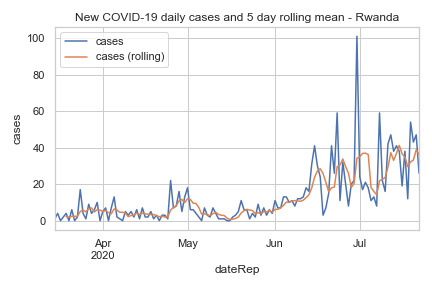 New COVID-19 daily cases and 5 day rolling mean - Rwanda
cases
cases (rolling)
100
80
60
40
20
0
cases
Apr
2020
May
Jun
Jul
dateRep